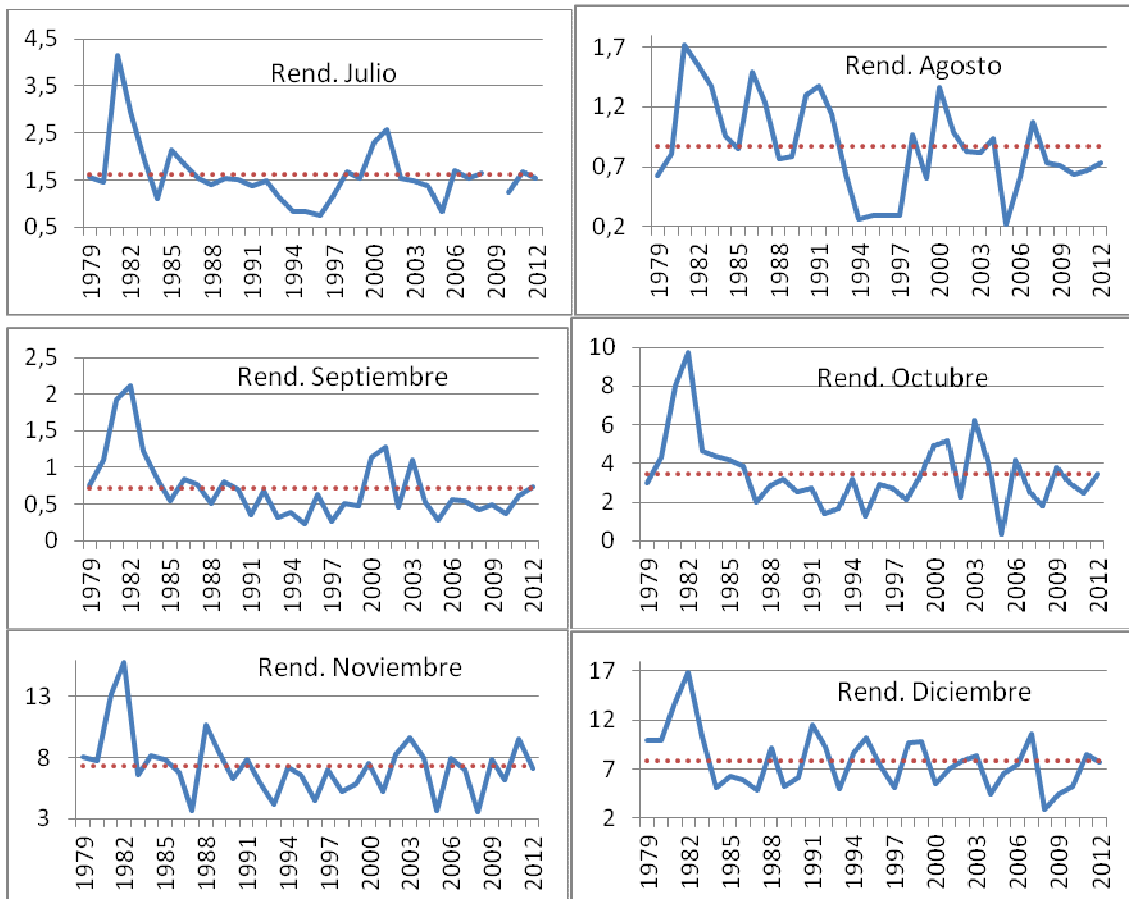 Rend. Julio
4,5
3,5
2,5
1,5
0,5
1979 1982 1985 1988 1991 1994 1997 2000 2003 2006 2009 2012
Rend. Agosto
1,7
1,2
0,7
0,2
1979 1982 1985 1988 1991 1994 1997 2000 2003 2006 2009 2012
Rend. Septiembre
2,5
2
1,5
1
0,5
0
1979 1982 1985 1988 1991 1994 1997 2000 2003 2006 2009 2012
Rend. Octubre
10
8
6
4
2
0
1979 1982 1985 1988 1991 1994 1997 2000 2003 2006 2009 2012
Rend. Noviembre
13
8
3
1979 1982 1985 1988 1991 1994 1997 2000 2003 2006 2009 2012
Rend. Diciembre
17
12
7
2
1979 1982 1985 1988 1991 1994 1997 2000 2003 2006 2009 2012